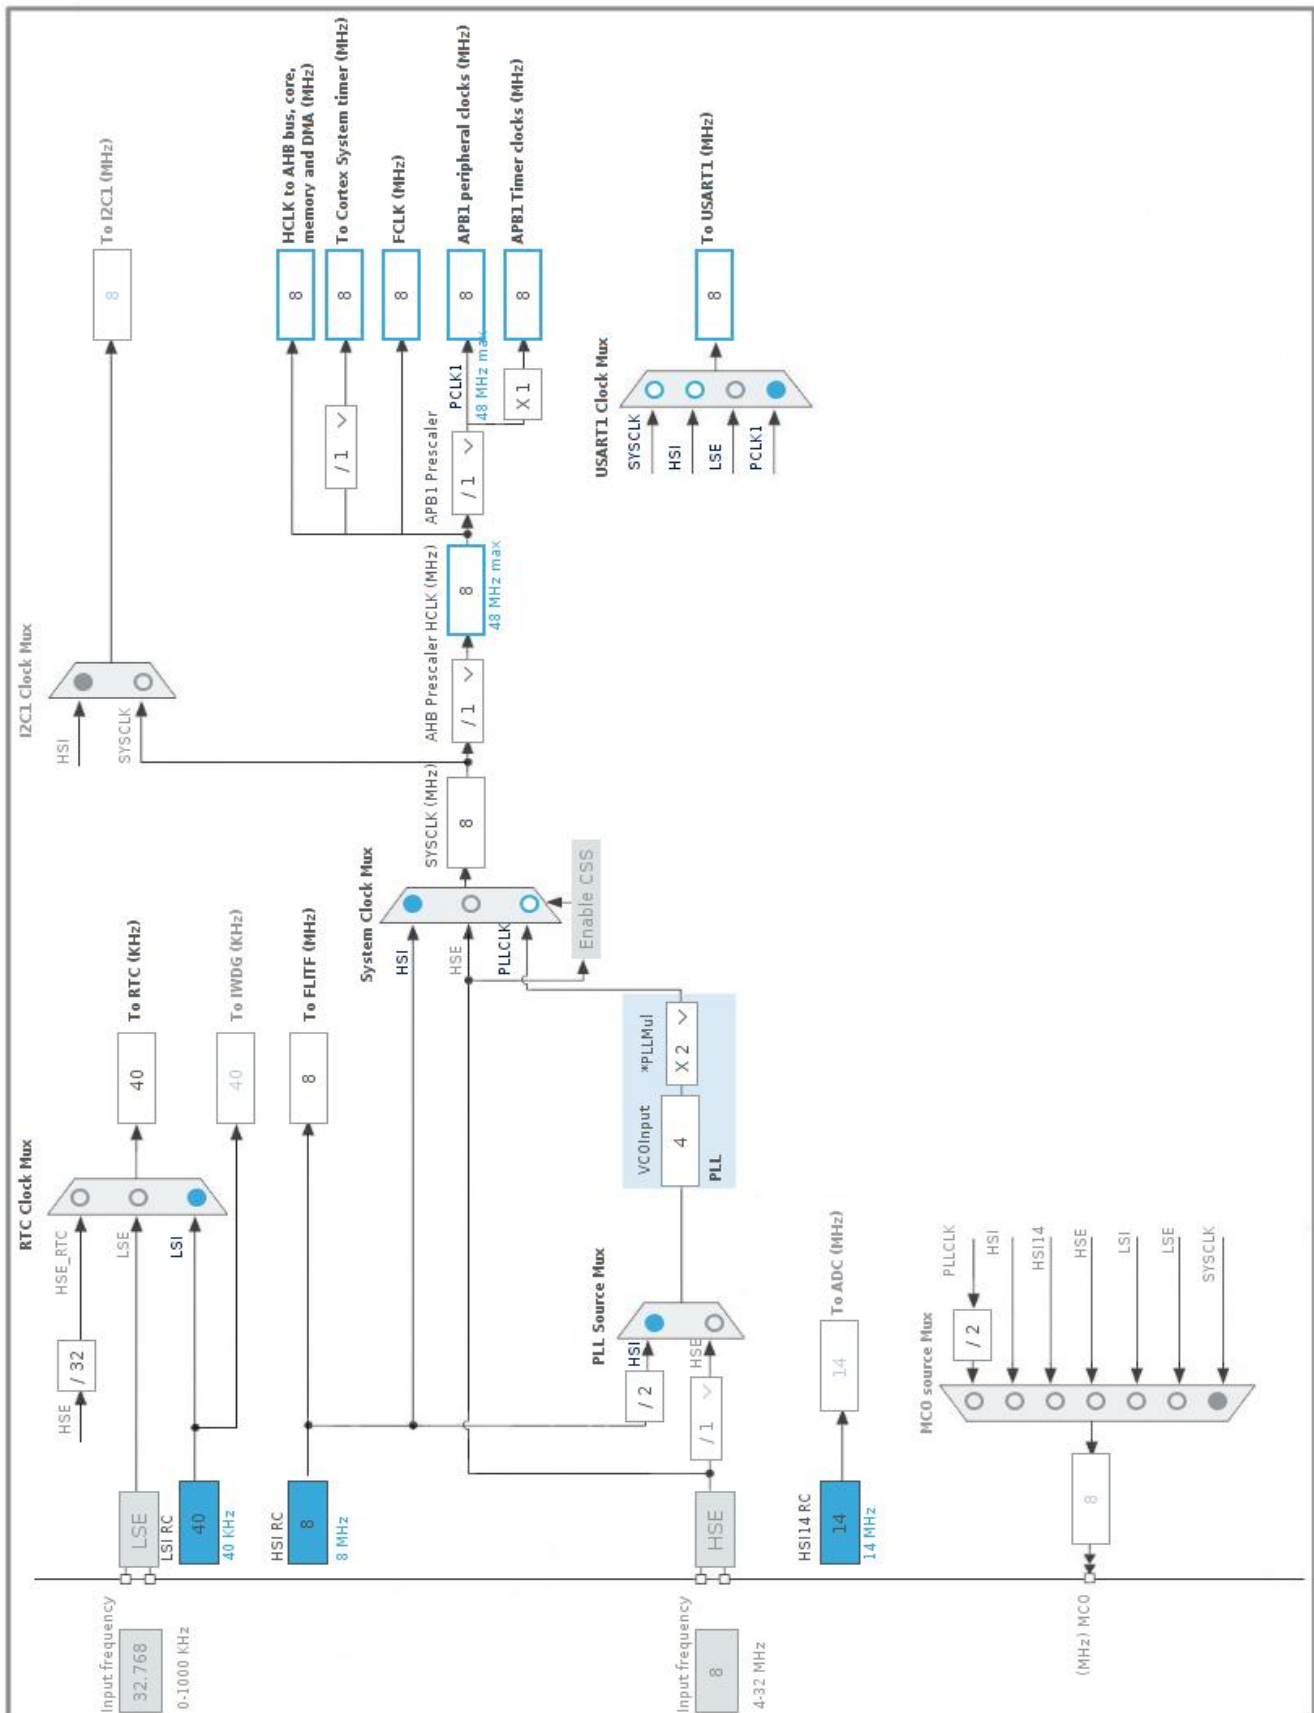 RTC Clock Mux
HSE
/ 32
HSE_RTC
I2C1 Clock Mux
HSI
8
To I2C1 (MHz)
Input frequency
32.768
0-1000 KHz
LSE
LSE
40
To RTC (KHz)
SYSCLK
LSI RC
40
40 KHz
LSI
40
To IWDG (KHz)
HSI RC
8
8 MHz
8
To FLITF (MHz)
8
HCLK to AHB bus, core,
memory and DMA (MHz)
/ 1
8
To Cortex System timer (MHz)
System Clock Mux
HSI
8
FCLK (MHz)
SYSCLK (MHz)
AHB Prescaler
HCLK (MHz)
APB1 Prescaler
PCLK1
HSE
8
/ 1
8
/ 1
8
APB1 peripheral clocks (MHz)
48 MHz max
48 MHz max
PLLCLK
X 1
8
APB1 Timer clocks (MHz)
Enable CSS
PLL Source Mux
USART1 Clock Mux
HSI
/ 2
VCOInput
*PLLMul
SYSCLK
4
X 2
HSI
Input frequency
8
4-32 MHz
HSE
/ 1
HSE
PLL
LSE
8
To USART1 (MHz)
PCLK1
HSI14 RC
14
14 MHz
14
To ADC (MHz)
MCO source Mux
/ 2
PLLCLK
HSI
HSI14
(MHz) MCO
8
HSE
LSI
LSE
SYSCLK